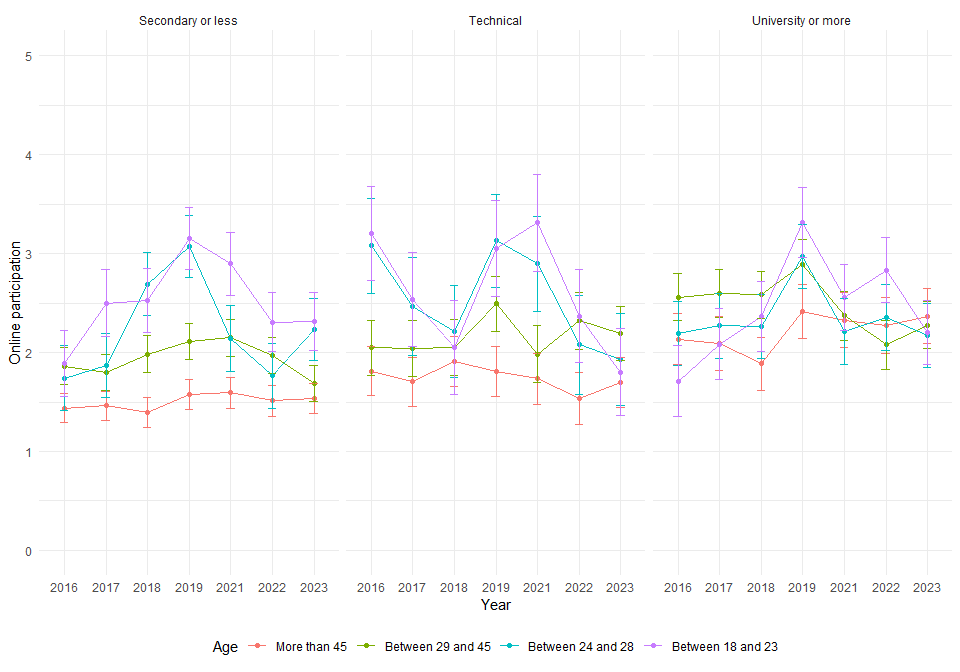 Secondary or less Technical University or more
5
4
3
2
1
0
Online participation
2016 2017 2018 2019 2021 2022 2023 2016 2017 2018 2019 2021 2022 2023 2016 2017 2018 2019 2021 2022 2023
Year
Age More than 45 Between 29 and 45 Between 24 and 28 Between 18 and 23